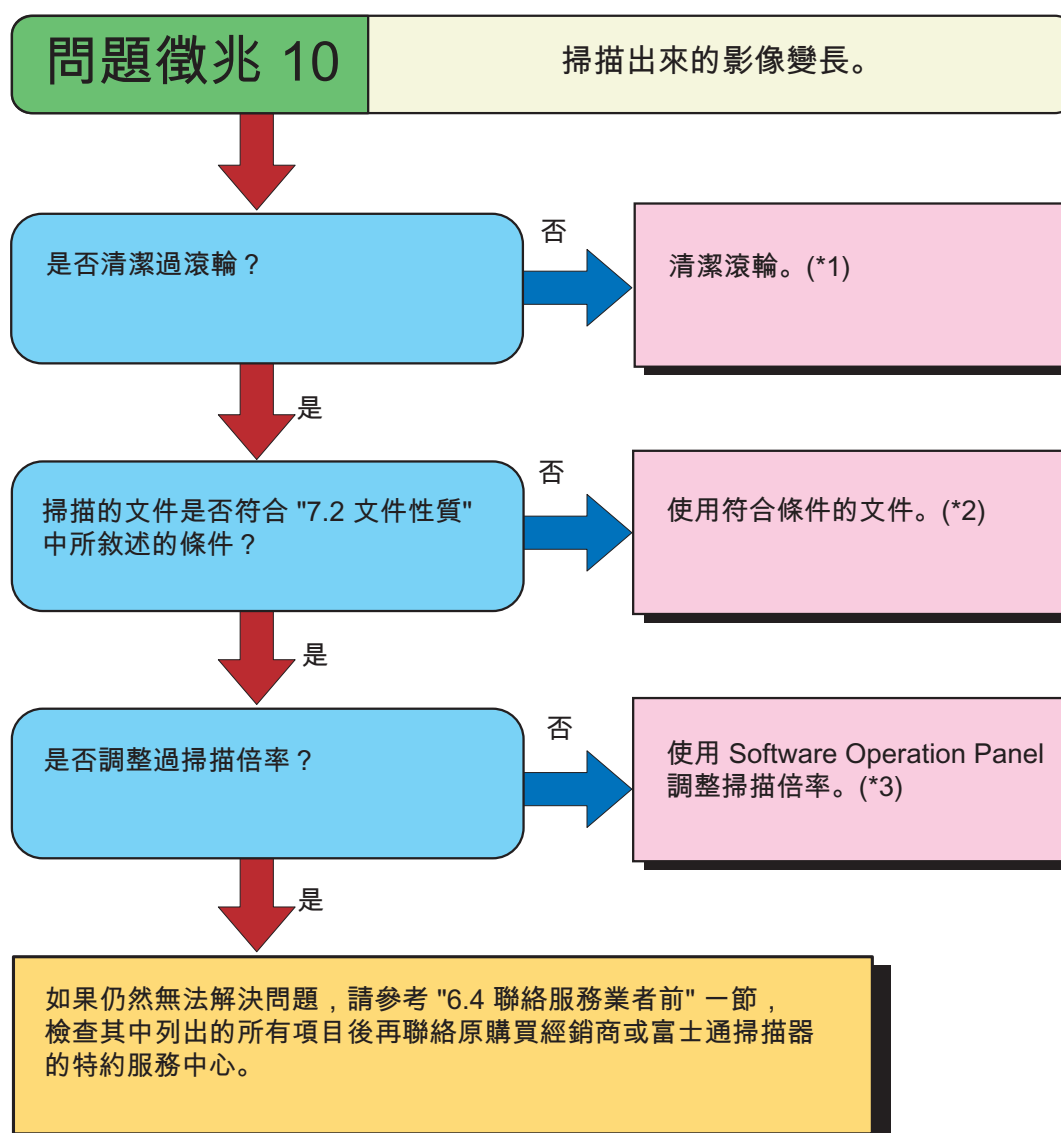 問題徵兆 10
掃描出來的影像變長。
是否清潔過滾輪？
否
清潔滾輪。(*1)
是
掃描的文件是否符合 "7.2 文件性質"
中所敘述的條件？
否
使用符合條件的文件。(*2)
是
是否調整過掃描倍率？
否
使用 Software Operation Panel
調整掃描倍率。(*3)
是
如果仍然無法解決問題，請參考 "6.4 聯絡服務業者前" 一節，
檢查其中列出的所有項目後再聯絡原購買經銷商或富士通掃描器
的特約服務中心。